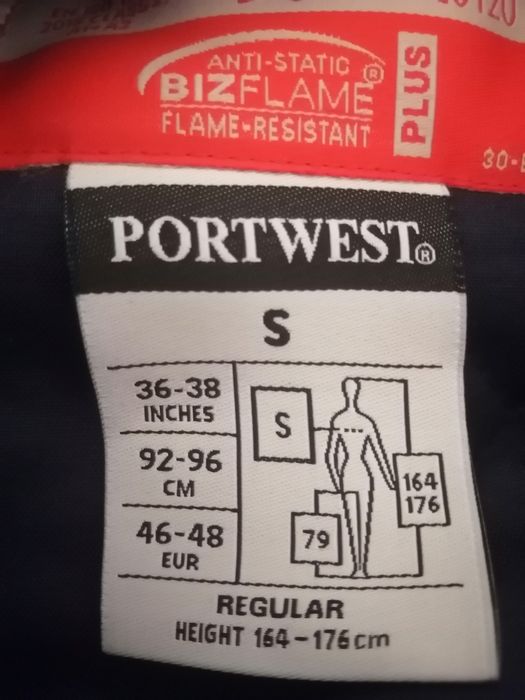 ANTI-STATIC
BIZFLAME®
PLUS
FLAME-RESISTANT
30-
PORTWEST®
S
36-38
INCHES
92-96
CM
46-48
EUR
S
164
176
79
REGULAR
HEIGHT 164-176cm